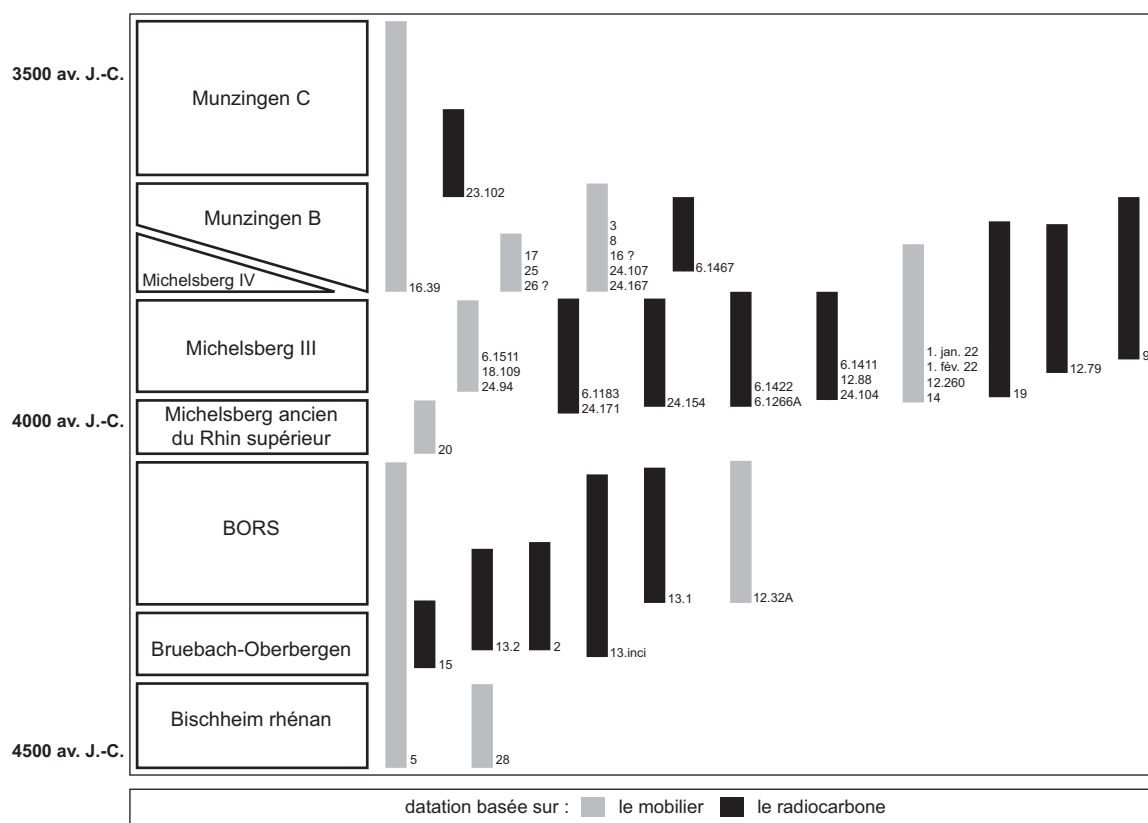 3500 av. J.-C.
Munzingen C
23.102
Munzingen B
Michelsberg IV
16.39
17
25
26 ?
3
8
16 ?
24.107
24.167
6.1467
Michelsberg III
6.1511
18.109
24.94
6.1183
24.171
24.154
6.1422
6.1266A
6.1411
12.88
24.104
1. jan. 22
1. fév. 22
12.260
14
19
12.79
9
4000 av. J.-C.
Michelsberg ancien
du Rhin supérieur
20
BORS
13.1
12.32A
Bruebach-Oberbergen
15
13.2
2
13.inci
Bischheim rhénan
4500 av. J.-C.
5
28
datation basée sur : le mobilier le radiocarbone